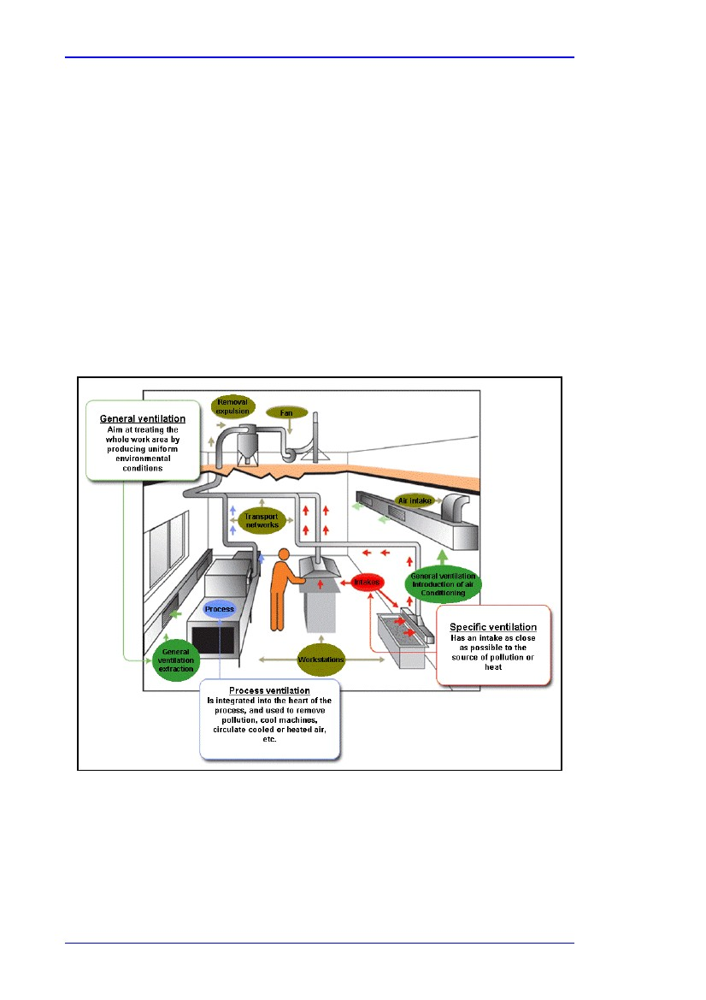 Removal
expulsion
Fan
General ventilation
Aim at treating the
whole work area by
producing uniform
environmental
conditions
Air intake
Transport
networks
General ventilation
Introduction of air
Conditioning
Intakes
Process
Specific ventilation
Has an intake as close
as possible to the
source of pollution or
heat
General
ventilation
extraction
Workstations
Process ventilation
Is integrated into the heart of the
process, and used to remove
pollution, cool machines,
circulate cooled or heated air,
etc.